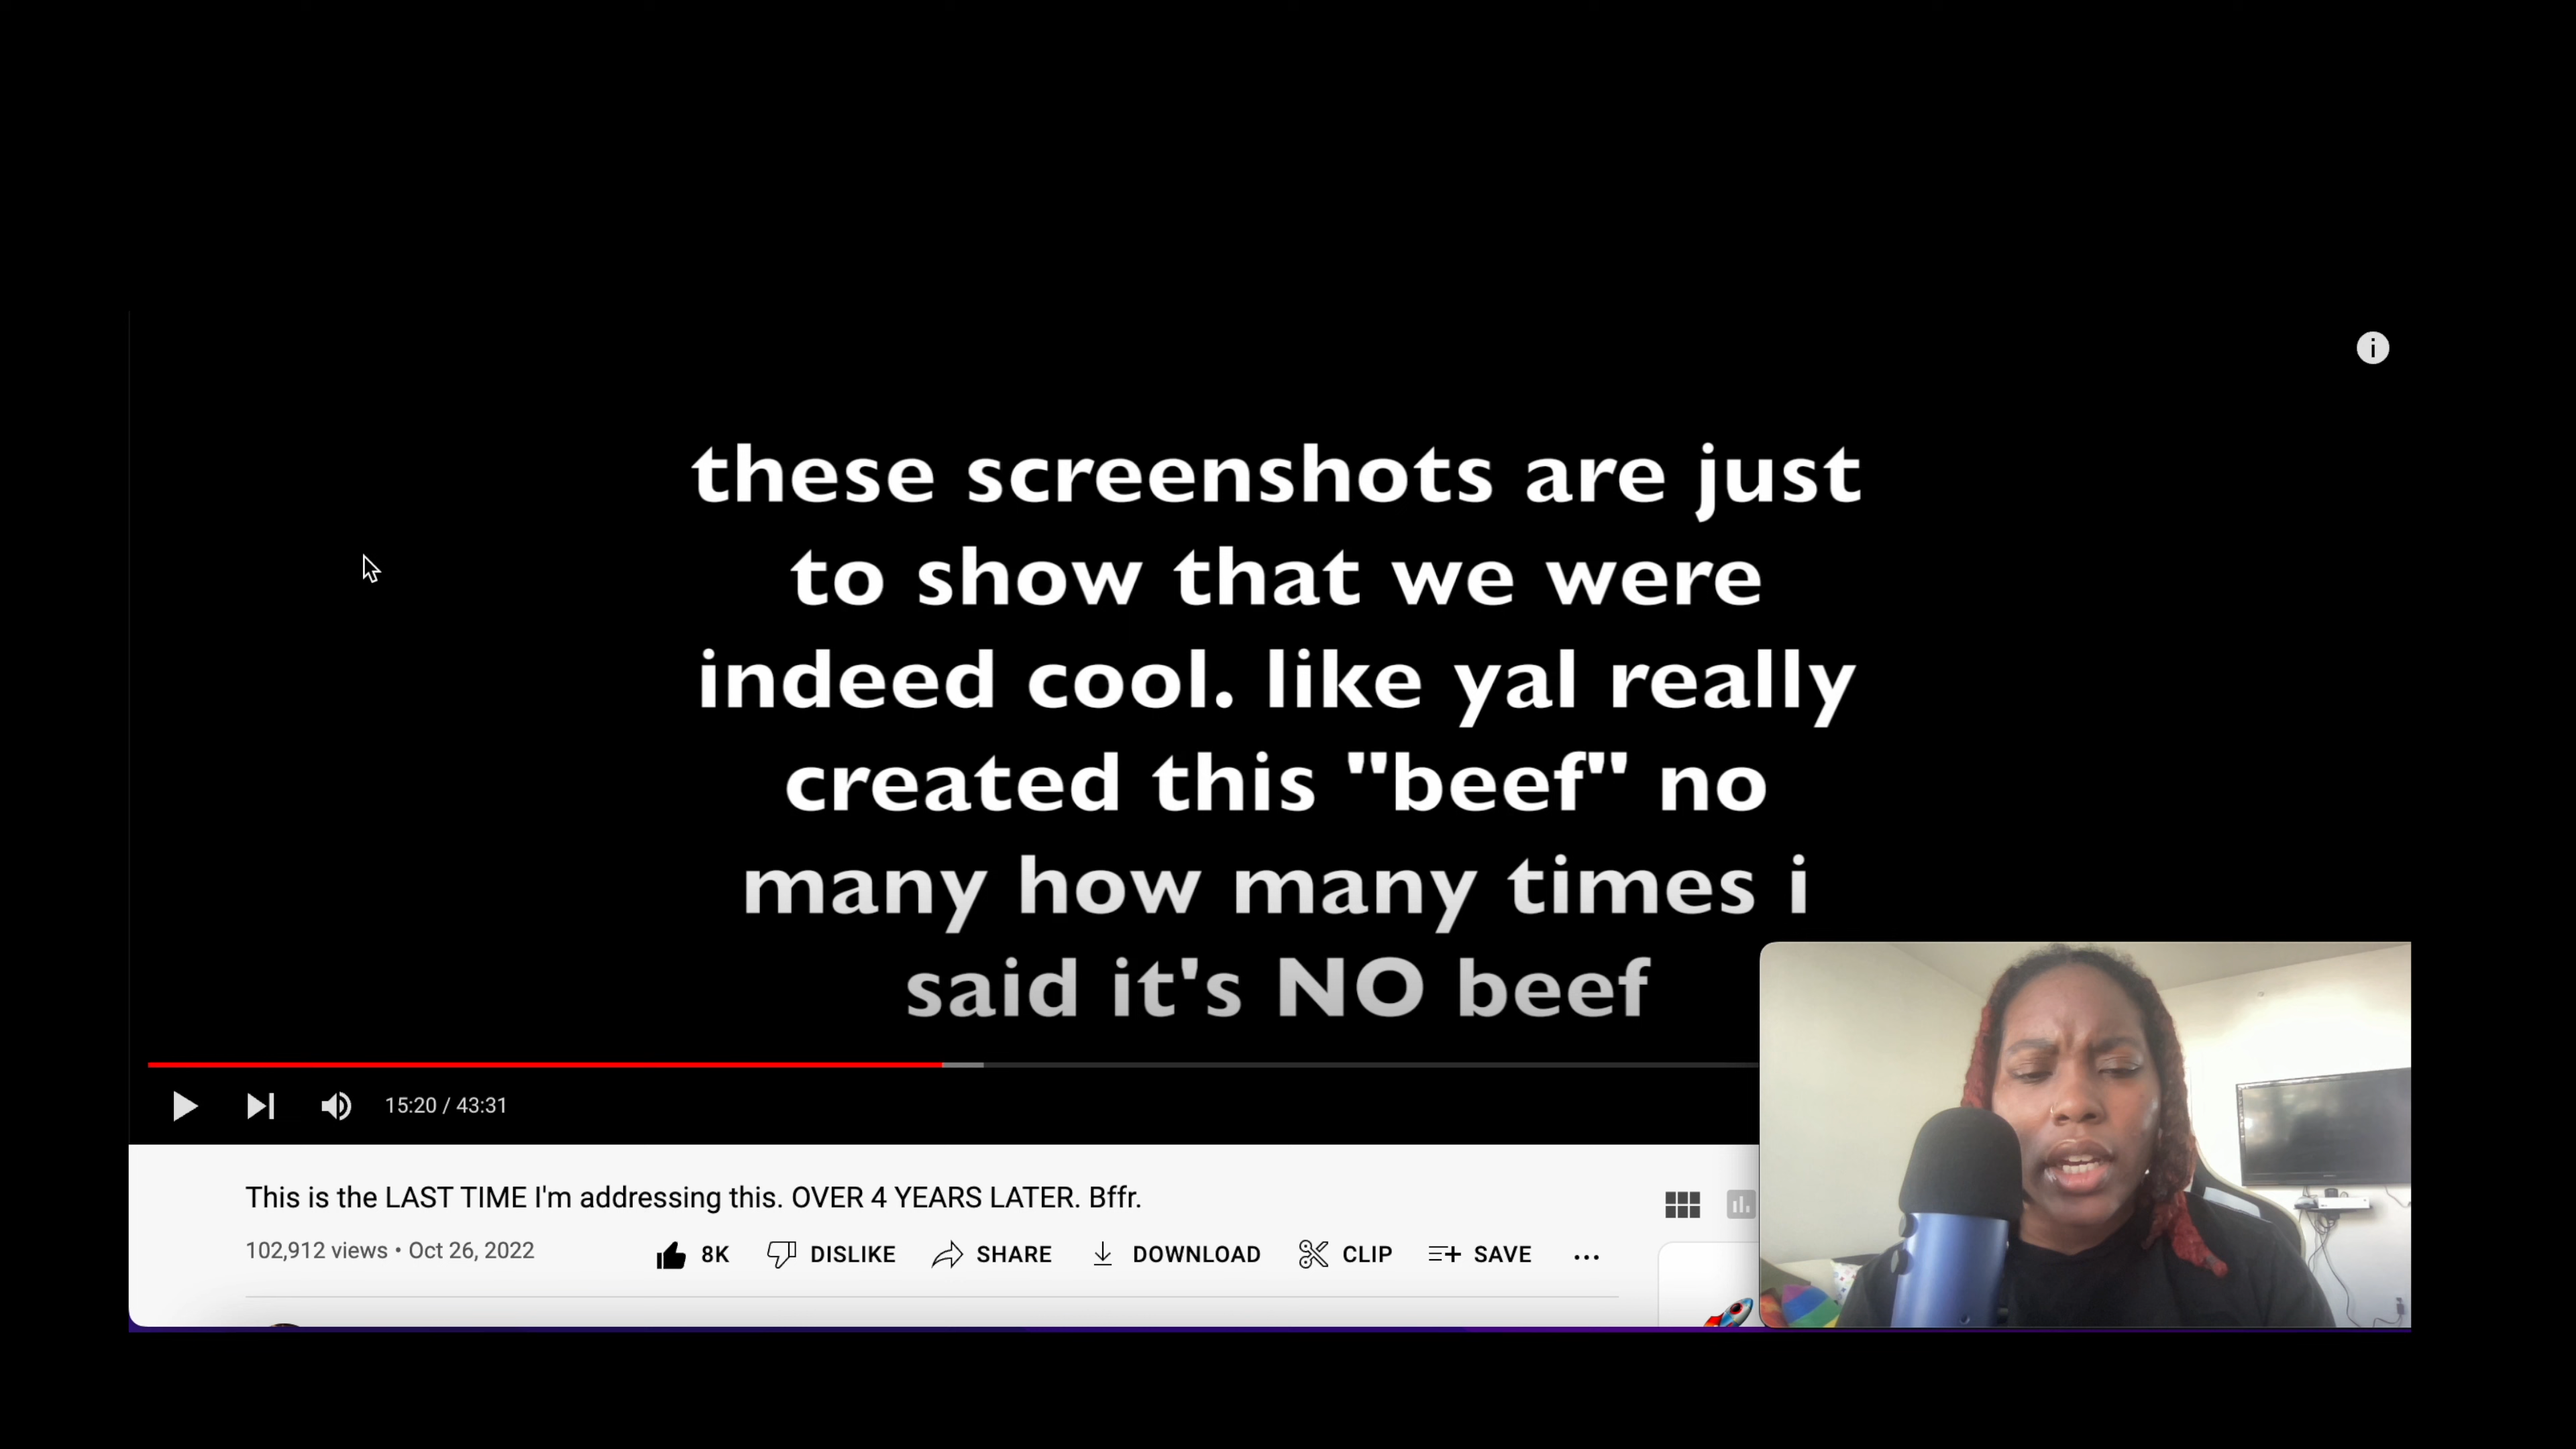 i
these screenshots are just
to show that we were
indeed cool. like yal really
created this "beef" no
many how many times i
said it's NO beef
15:20 / 43:31
This is the LAST TIME I'm addressing this. OVER 4 YEARS LATER. Bffr.
102,912 views • Oct 26, 2022
8K DISLIKE SHARE DOWNLOAD CLIP SAVE ...